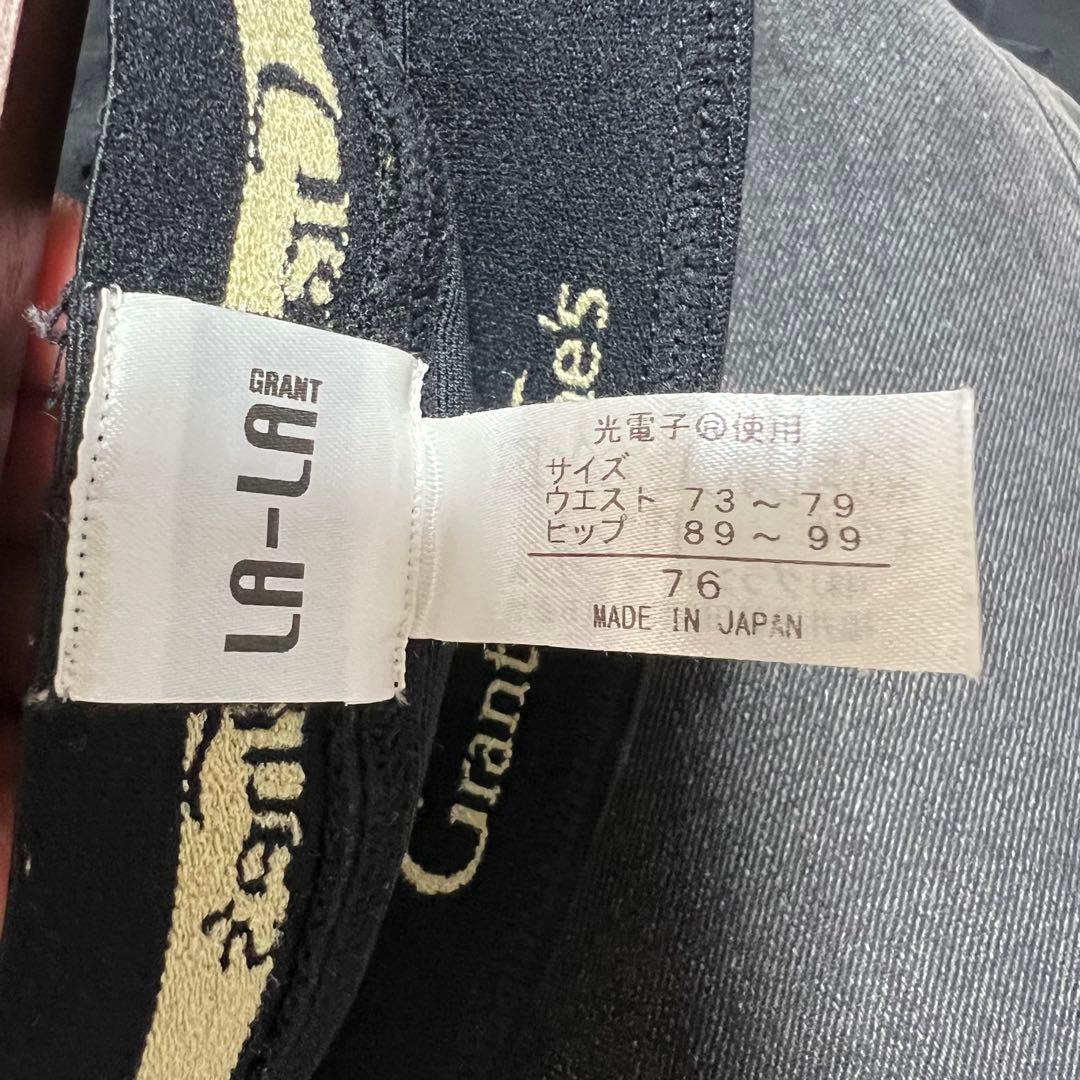 GRANT
LA-LA
光電子®使用
サイズ
ウエスト 73～79
ヒップ 89～99
76
MADE IN JAPAN
Grant
e's